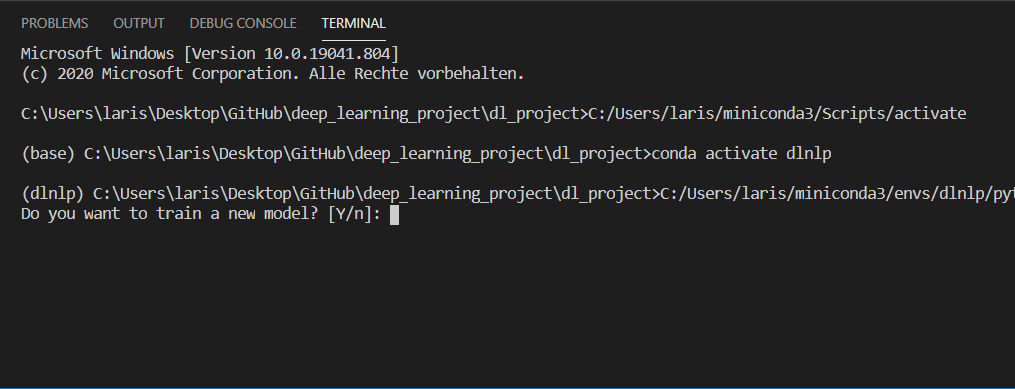 PROBLEMS OUTPUT DEBUG CONSOLE TERMINAL
Microsoft Windows [Version 10.0.19041.804]
(c) 2020 Microsoft Corporation. Alle Rechte vorbehalten.
C:\Users\laris\Desktop\GitHub\deep_learning_project\dl_project>C:/Users/laris/miniconda3/Scripts/activate
(base) C:\Users\laris\Desktop\GitHub\deep_learning_project\dl_project>conda activate dlnlp
(dlnlp) C:\Users\laris\Desktop\GitHub\deep_learning_project\dl_project>C:/Users/laris/miniconda3/envs/dlnlp/pyt
Do you want to train a new model? [Y/n]: